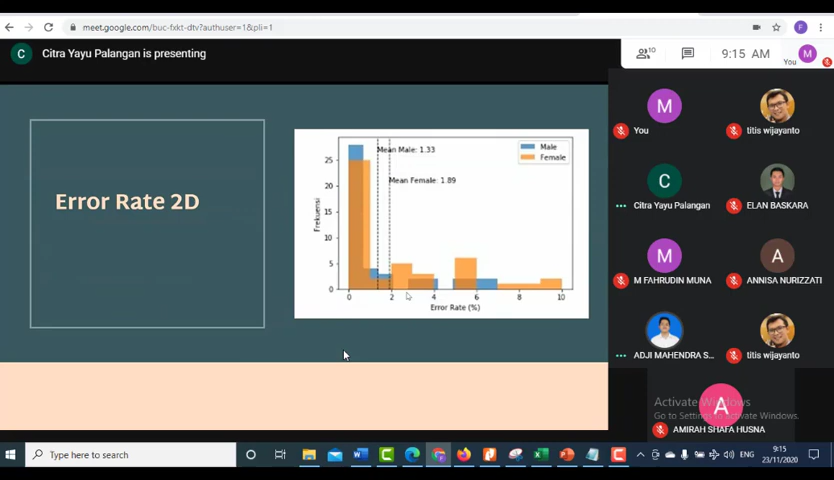 meet.google.com/buc-fxkt-dtv?authuser=1&pli=1
F
C
Citra Yayu Palangan is presenting
10
9:15 AM
You
M
Error Rate 2D
Mean Male: 1.33
Mean Female: 1.89
Male
Female
Frekuensi
25
20
15
10
5
0
0 2 4 6 8 10
Error Rate (%)
M
You
titis wijayanto
C
Citra Yayu Palangan
ELAN BASKARA
M
M FAHRUDIN MUNA
A
ANNISA NURIZZATI
ADJI MAHENDRA S...
titis wijayanto
A
AMIRAH SHAFA HUSNA
Activate Windows
Go to Settings to activate Windows.
Type here to search
ENG
9:15
23/11/2020